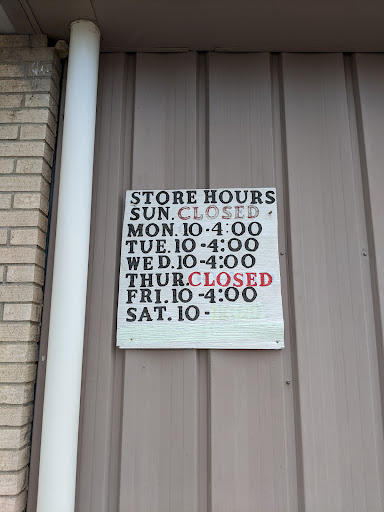 STORE HOURS
SUN. CLOSED
MON. 10-4:00
TUE. 10-4:00
WED. 10-4:00
THUR. CLOSED
FRI. 10-4:00
SAT. 10-